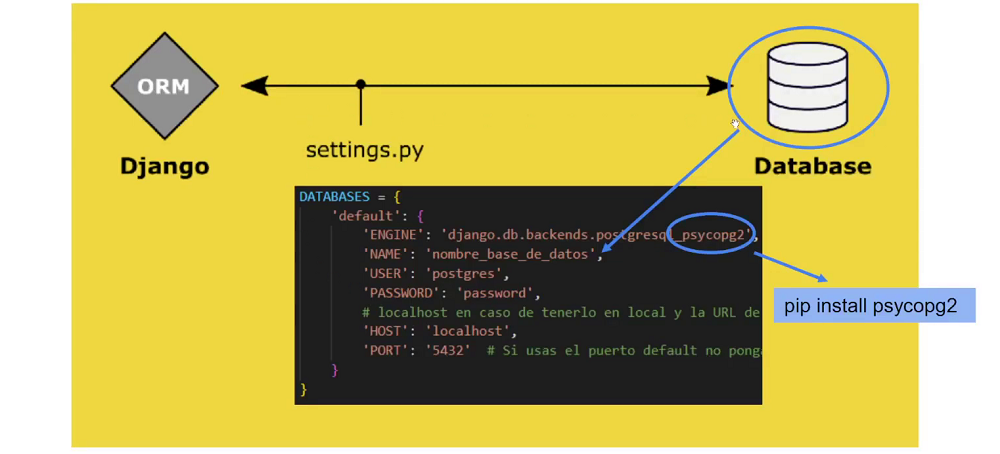 ORM
Django
settings.py
Database
DATABASES = {
'default': {
'ENGINE': 'django.db.backends.postgresql_psycopg2',
'NAME': 'nombre_base_de_datos',
'USER': 'postgres',
'PASSWORD': 'password',
# localhost en caso de tenerlo en local y la URL de
'HOST': 'localhost',
'PORT': '5432' # Si usas el puerto default no ponga
}
}
pip install psycopg2